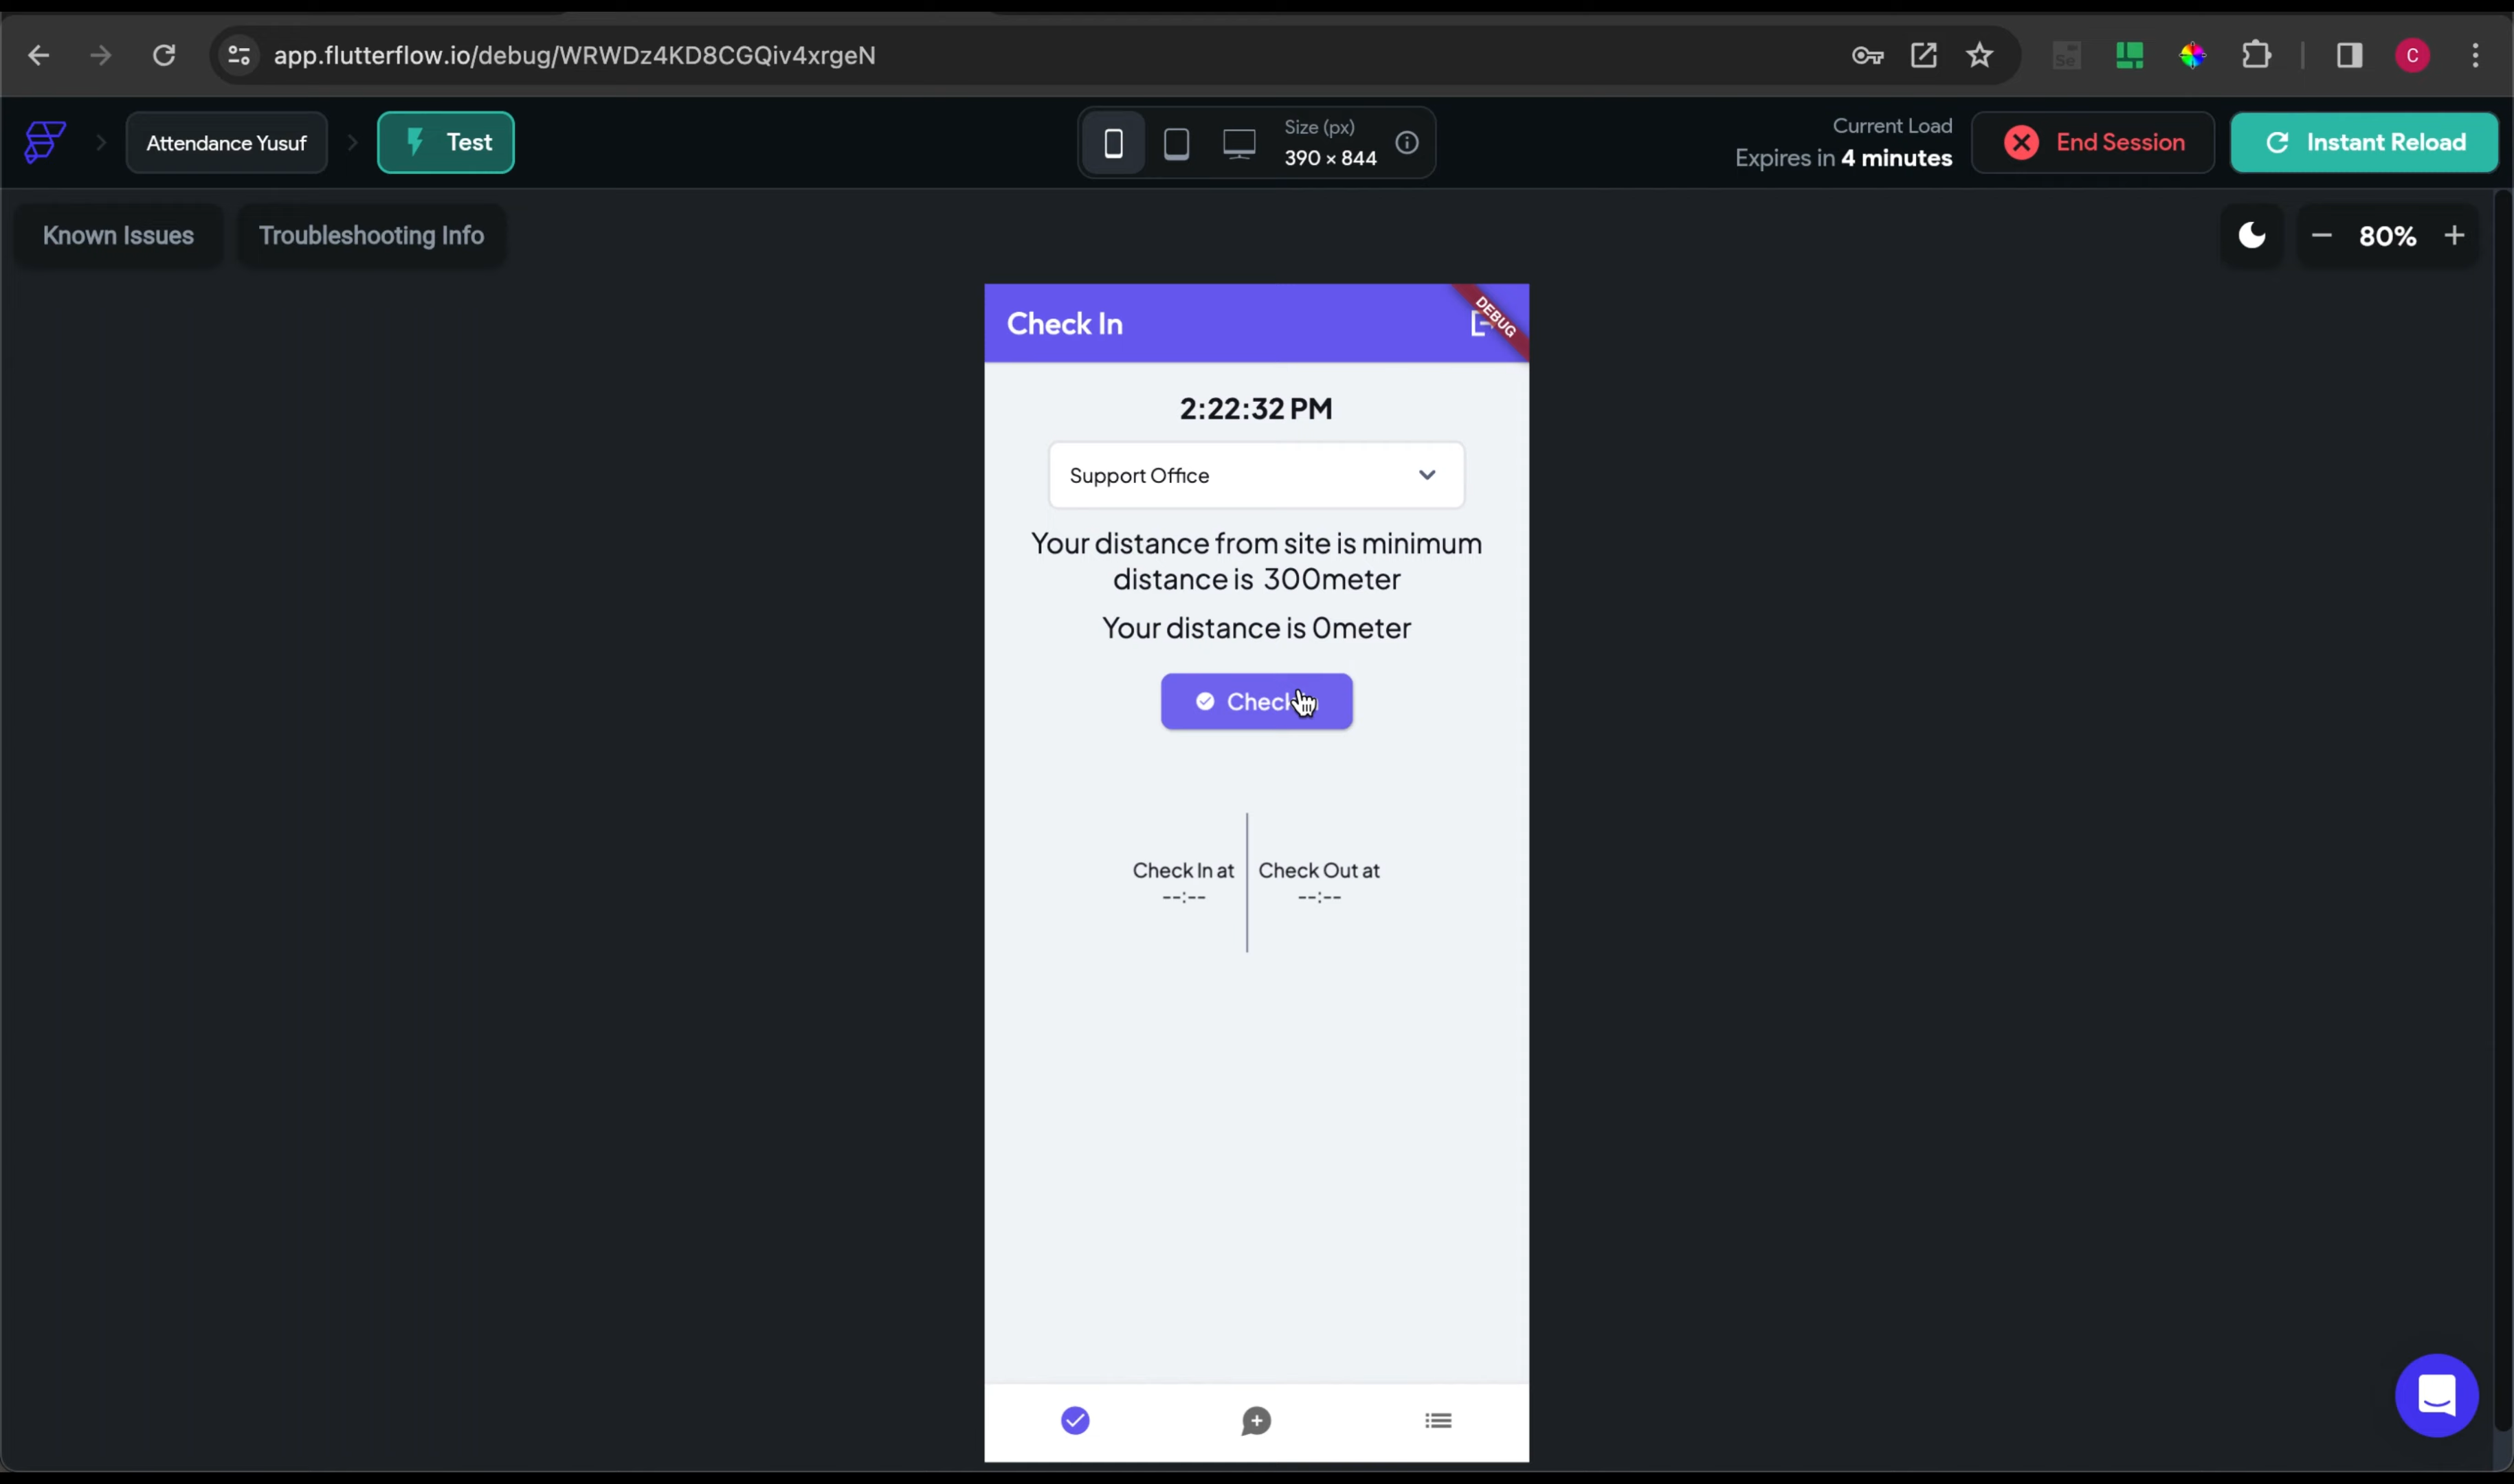 app.flutterflow.io/debug/WRWDz4KD8CGQiv4xrgeN
C
Attendance Yusuf
Test
Size (px)
390 × 844
Current Load
Expires in 4 minutes
End Session
Instant Reload
Known Issues
Troubleshooting Info
80%
Check In
DEBUG
2:22:32 PM
Support Office
Your distance from site is minimum
distance is 300meter
Your distance is 0meter
Check In at
--:--
Check Out at
--:--